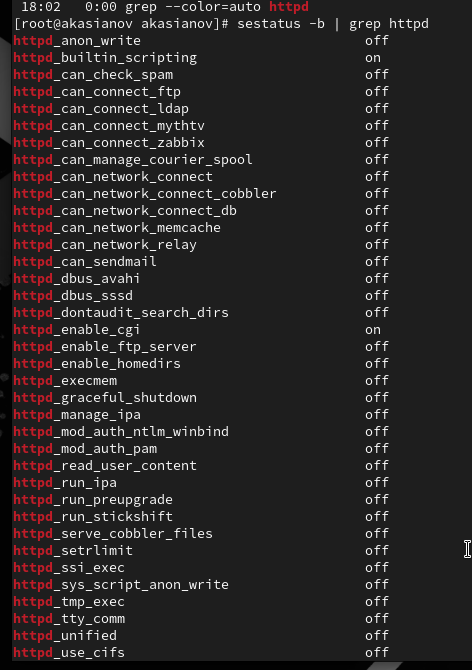 18:02   0:00 grep --color=auto httpd
[root@akasianov akasianov]# sestatus -b | grep httpd
httpd_anon_write                            off
httpd_builtin_scripting                     on
httpd_can_check_spam                        off
httpd_can_connect_ftp                       off
httpd_can_connect_ldap                      off
httpd_can_connect_mythtv                    off
httpd_can_connect_zabbix                    off
httpd_can_manage_courier_spool              off
httpd_can_network_connect                   off
httpd_can_network_connect_cobbler           off
httpd_can_network_connect_db                off
httpd_can_network_memcache                  off
httpd_can_network_relay                     off
httpd_can_sendmail                          off
httpd_dbus_avahi                            off
httpd_dbus_sssd                             off
httpd_dontaudit_search_dirs                 off
httpd_enable_cgi                            on
httpd_enable_ftp_server                     off
httpd_enable_homedirs                       off
httpd_execmem                               off
httpd_graceful_shutdown                     off
httpd_manage_ipa                            off
httpd_mod_auth_ntlm_winbind                 off
httpd_mod_auth_pam                          off
httpd_read_user_content                     off
httpd_run_ipa                               off
httpd_run_preupgrade                        off
httpd_run_stickshift                        off
httpd_serve_cobbler_files                   off
httpd_setrlimit                             off
httpd_ssi_exec                              off
httpd_sys_script_anon_write                 off
httpd_tmp_exec                              off
httpd_tty_comm                              off
httpd_unified                               off
httpd_use_cifs                              off